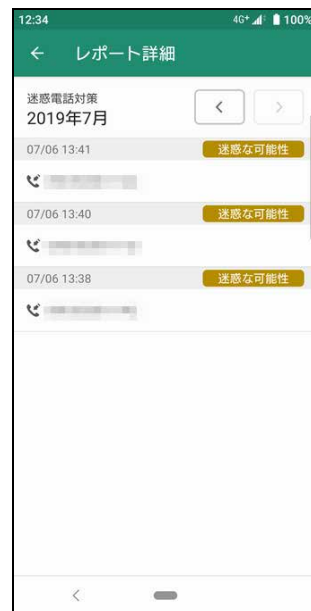 12:34 4G+ 100%
レポート詳細
迷惑電話対策
2019年7月
07/06 13:41 迷惑な可能性
07/06 13:40 迷惑な可能性
07/06 13:38 迷惑な可能性